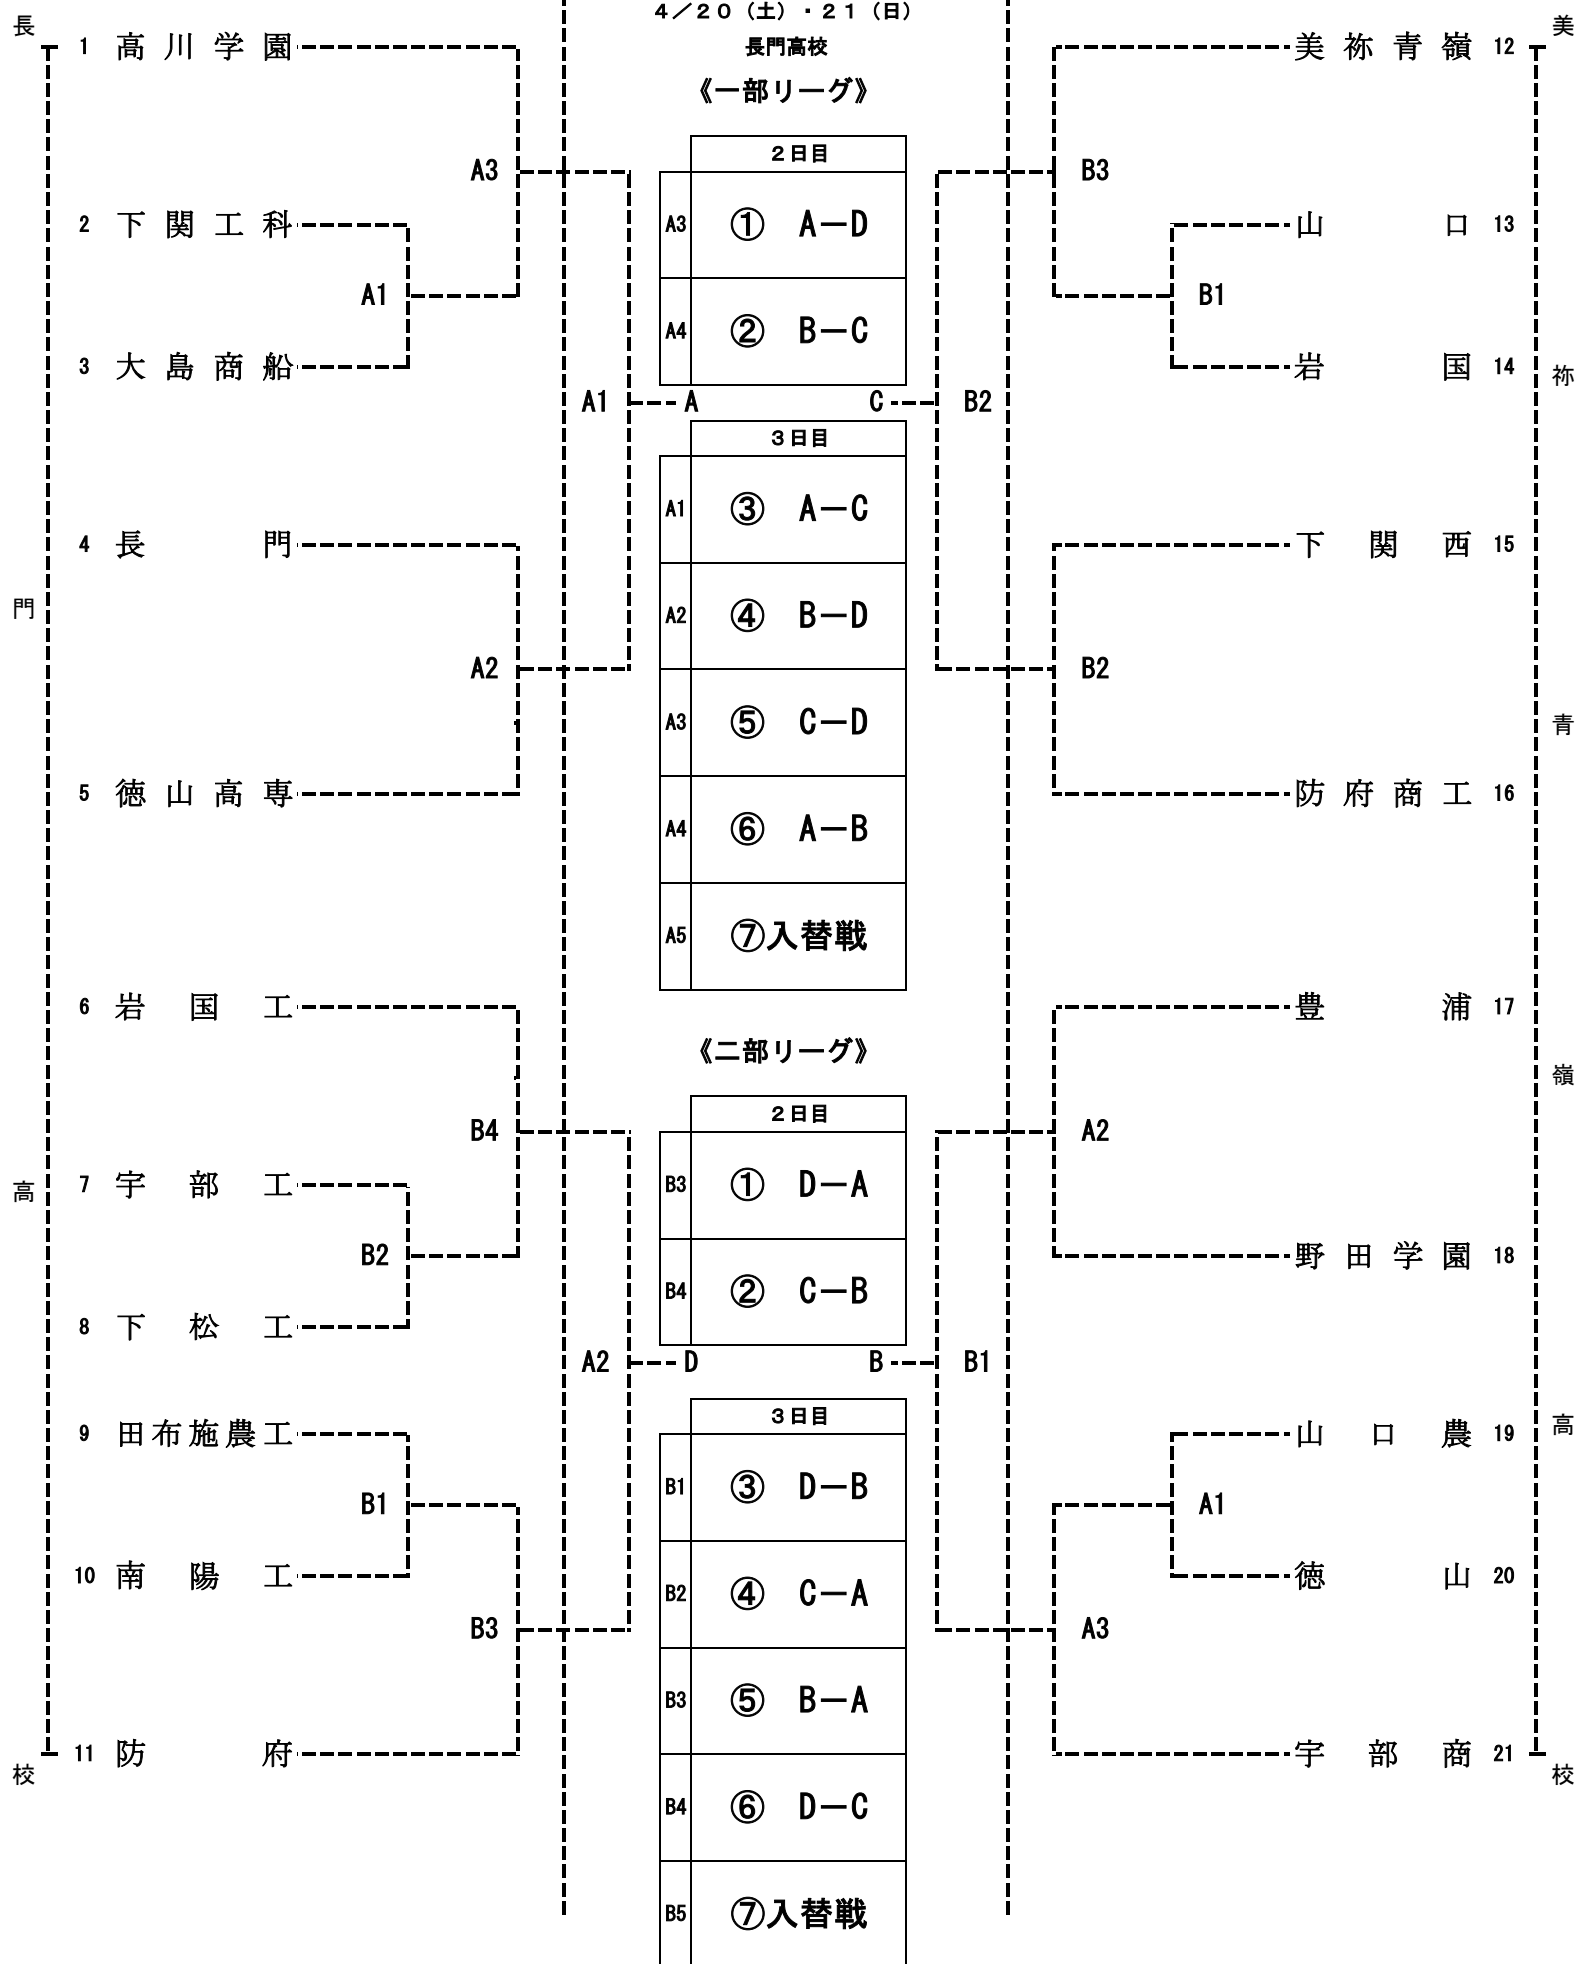 4／20（土）・21（日）
長門高校
《一部リーグ》
長門高校
1 高川学園
2 下関工科
3 大島商船
4 長門
5 徳山高専
6 岩国工
7 宇部工
8 下松工
9 田布施農工
10 南陽工
11 防府
A3
A1
A2
B4
B2
B1
B3
A1
A
A2
D
2日目
A3 ① A－D
A4 ② B－C
3日目
A1 ③ A－C
A2 ④ B－D
A3 ⑤ C－D
A4 ⑥ A－B
A5 ⑦入替戦
《二部リーグ》
2日目
B3 ① D－A
B4 ② C－B
3日目
B1 ③ D－B
B2 ④ C－A
B3 ⑤ B－A
B4 ⑥ D－C
B5 ⑦入替戦
C
B2
B
B1
B3
B1
B2
A2
A1
A3
美祢青嶺 12
山口 13
岩国 14
下関西 15
防府商工 16
豊浦 17
野田学園 18
山口農 19
徳山 20
宇部商 21
美祢青嶺高校